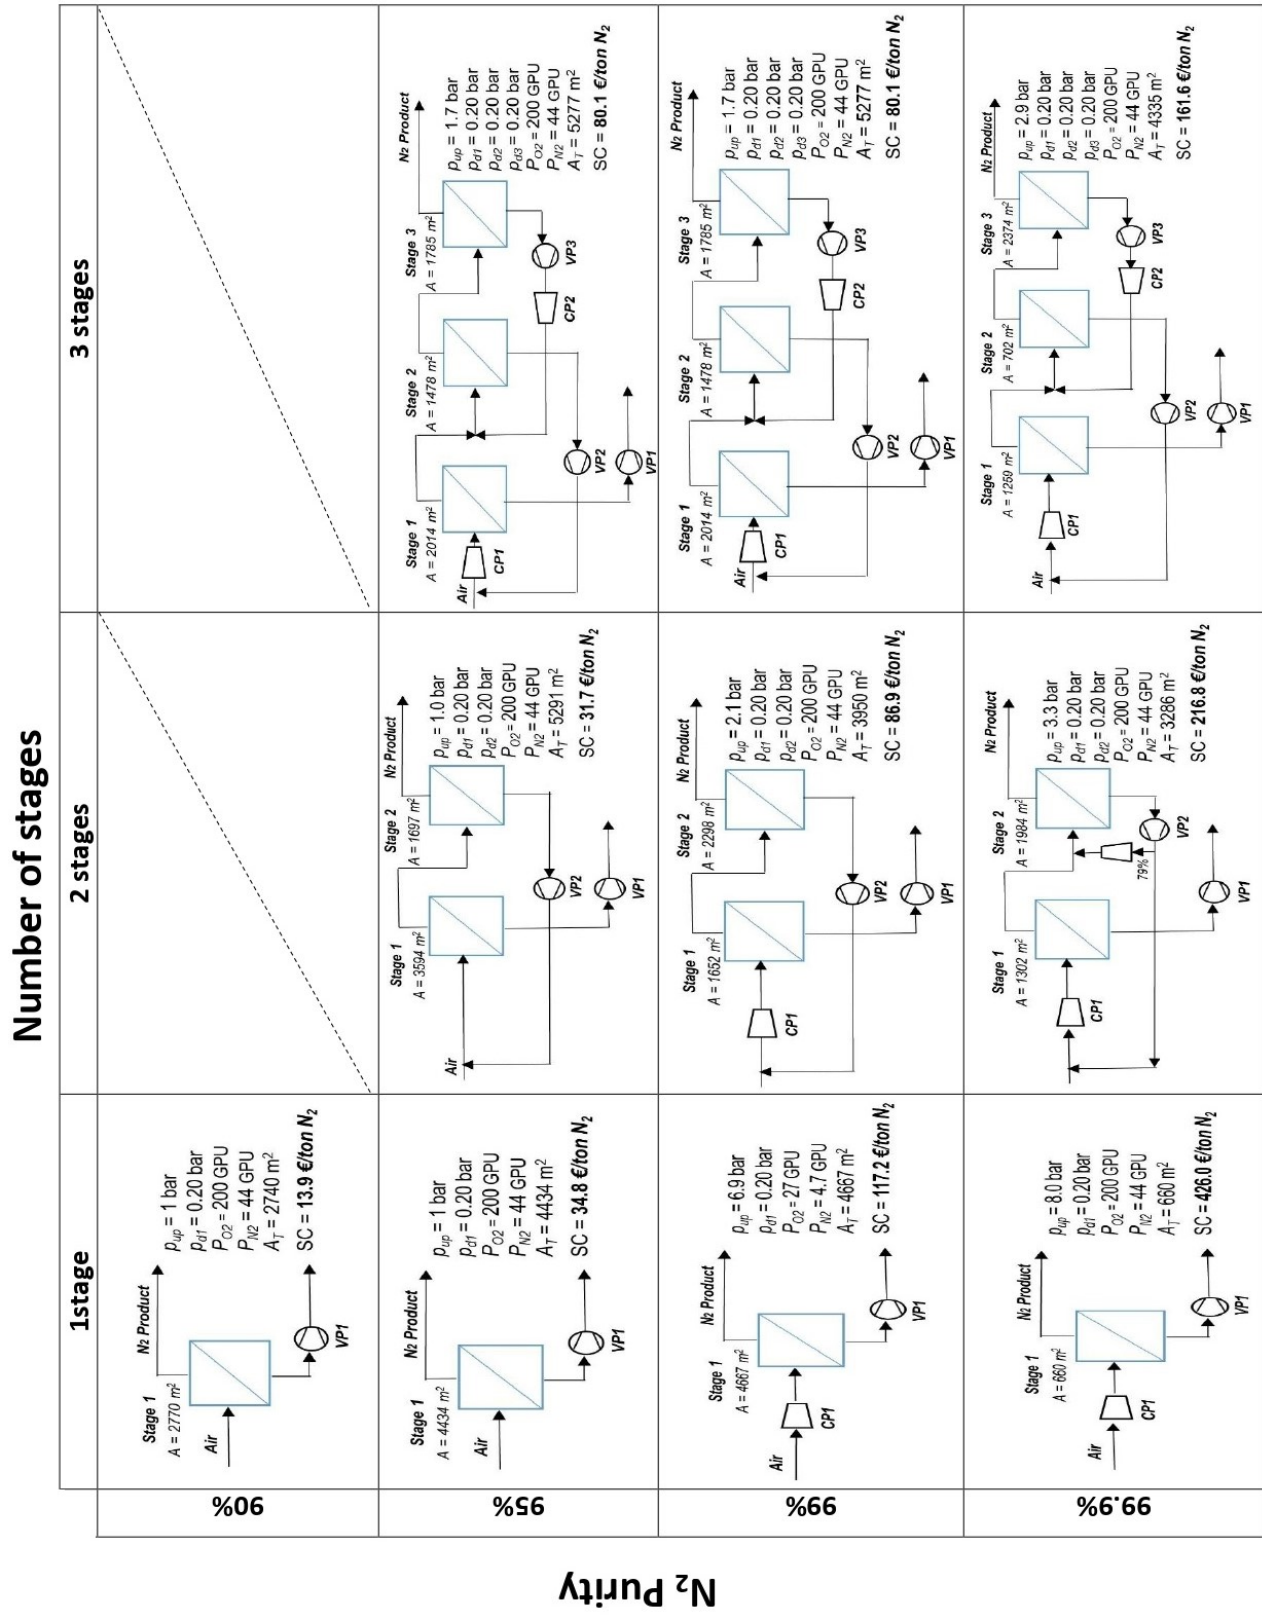 Number of stages
N2 Purity
1stage
2 stages
3 stages
90%
Stage 1
A = 2770 m2
Air
N2 Product
VP1
pup = 1 bar
pd1 = 0.20 bar
PO2 = 200 GPU
PN2 = 44 GPU
AT = 2740 m2
SC = 13.9 €/ton N2
95%
Stage 1
A = 4434 m2
Air
N2 Product
VP1
pup = 1 bar
pd1 = 0.20 bar
PO2 = 200 GPU
PN2 = 44 GPU
AT = 4434 m2
SC = 34.8 €/ton N2
Stage 1
A = 3594 m2
Stage 2
A = 1697 m2
Air
N2 Product
VP2
VP1
pup = 1.0 bar
pd1 = 0.20 bar
pd2 = 0.20 bar
PO2 = 200 GPU
PN2 = 44 GPU
AT = 5291 m2
SC = 31.7 €/ton N2
Stage 1
A = 2014 m2
Stage 2
A = 1478 m2
Stage 3
A = 1785 m2
Air
CP1
N2 Product
CP2
VP3
VP2
VP1
pup = 1.7 bar
pd1 = 0.20 bar
pd2 = 0.20 bar
pd3 = 0.20 bar
PO2 = 200 GPU
PN2 = 44 GPU
AT = 5277 m2
SC = 80.1 €/ton N2
99%
Stage 1
A = 4667 m2
Air
CP1
N2 Product
VP1
pup = 6.9 bar
pd1 = 0.20 bar
PO2 = 27 GPU
PN2 = 4.7 GPU
AT = 4667 m2
SC = 117.2 €/ton N2
Stage 1
A = 1652 m2
Stage 2
A = 2298 m2
CP1
N2 Product
VP2
VP1
pup = 2.1 bar
pd1 = 0.20 bar
pd2 = 0.20 bar
PO2 = 200 GPU
PN2 = 44 GPU
AT = 3950 m2
SC = 86.9 €/ton N2
Stage 1
A = 2014 m2
Stage 2
A = 1478 m2
Stage 3
A = 1785 m2
Air
CP1
N2 Product
CP2
VP3
VP2
VP1
pup = 1.7 bar
pd1 = 0.20 bar
pd2 = 0.20 bar
pd3 = 0.20 bar
PO2 = 200 GPU
PN2 = 44 GPU
AT = 5277 m2
SC = 80.1 €/ton N2
99.9%
Stage 1
A = 660 m2
Air
CP1
N2 Product
VP1
pup = 8.0 bar
pd1 = 0.20 bar
PO2 = 200 GPU
PN2 = 44 GPU
AT = 660 m2
SC = 426.0 €/ton N2
Stage 1
A = 1302 m2
Stage 2
A = 1984 m2
CP1
N2 Product
79%
VP2
VP1
pup = 3.3 bar
pd1 = 0.20 bar
pd2 = 0.20 bar
PO2 = 200 GPU
PN2 = 44 GPU
AT = 3286 m2
SC = 216.8 €/ton N2
Stage 1
A = 1259 m2
Stage 2
A = 702 m2
Stage 3
A = 2374 m2
Air
CP1
N2 Product
CP2
VP3
VP2
VP1
pup = 2.9 bar
pd1 = 0.20 bar
pd2 = 0.20 bar
pd3 = 0.20 bar
PO2 = 200 GPU
PN2 = 44 GPU
AT = 4335 m2
SC = 161.6 €/ton N2